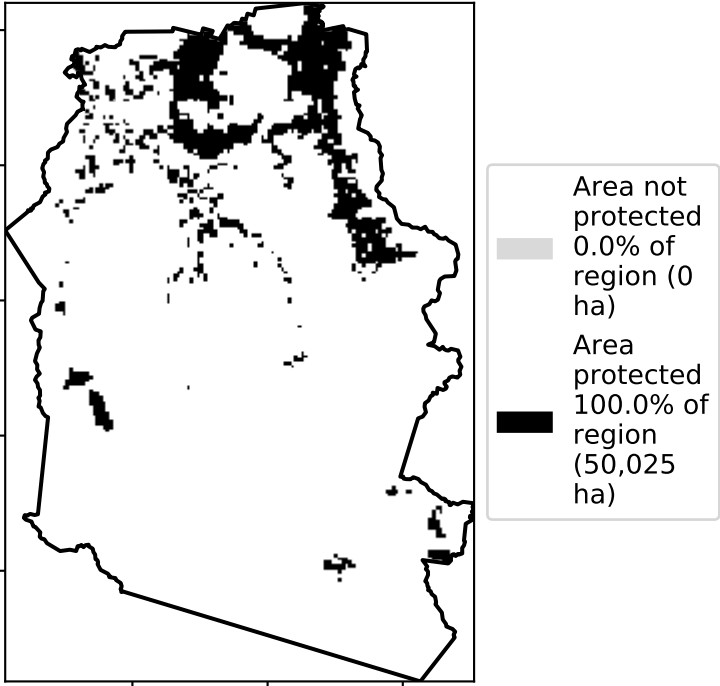 Area not
protected
0.0% of
region (0
ha)
Area
protected
100.0% of
region
(50,025
ha)